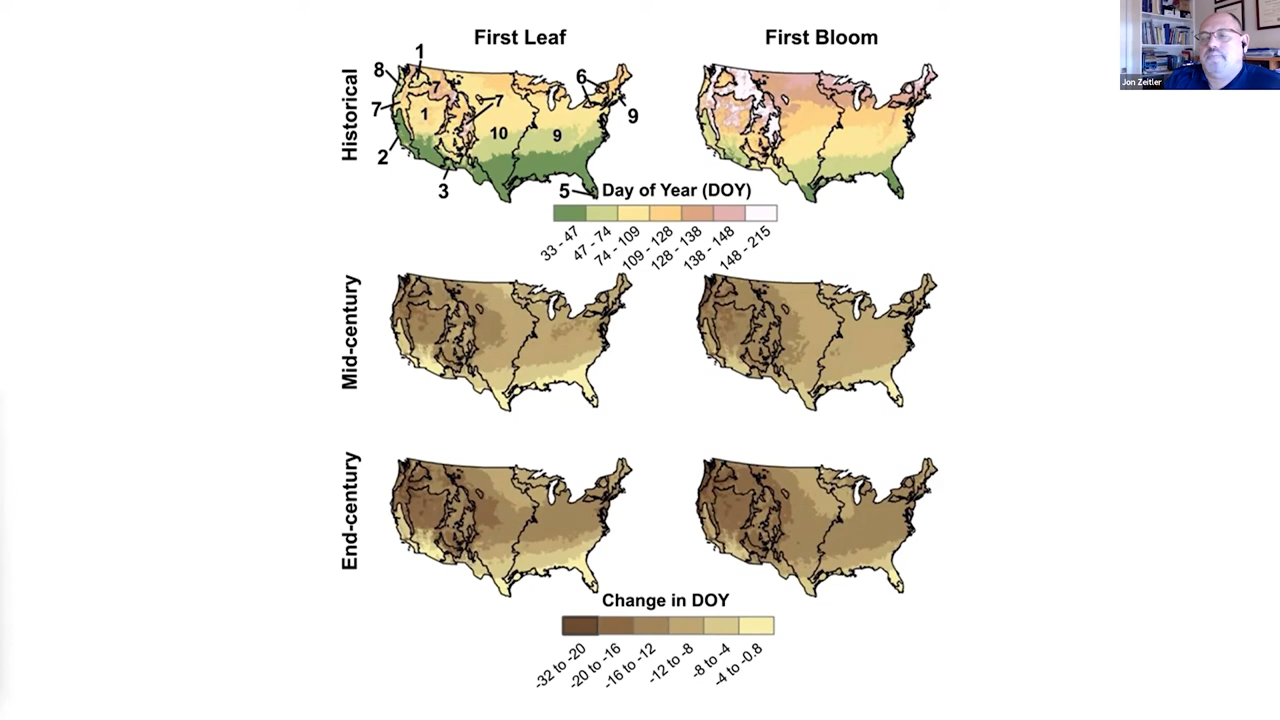 First Leaf
First Bloom
Historical
1
8
7
7
1
2
3
10
9
6
9
7
5
Day of Year (DOY)
33 - 47
47 - 74
74 - 109
109 - 128
128 - 138
138 - 148
148 - 215
Mid-century
End-century
Change in DOY
-32 to -20
-20 to -16
-16 to -12
-12 to -8
-8 to -4
-4 to -0.8
Jon Zeitler